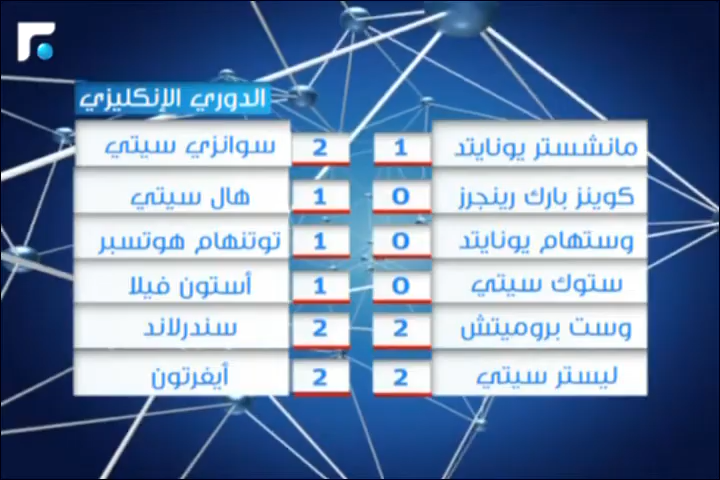 الدوري الإنكليزي
مانشستر يونايتد 1 2 سوانزي سيتي
كوينز بارك رينجرز 0 1 هال سيتي
وستهام يونايتد 0 1 توتنهام هوتسبر
ستوك سيتي 0 1 أستون فيلا
وست بروميتش 2 2 سندرلاند
ليستر سيتي 2 2 أيفرتون